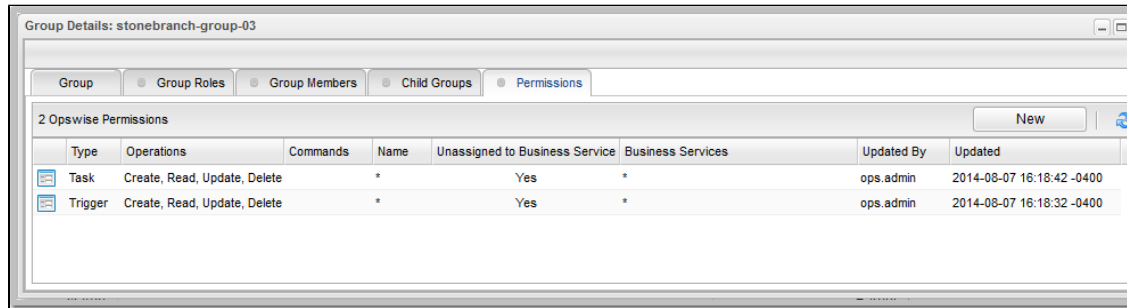 Group Details: stonebranch-group-03
Group Group Roles Group Members Child Groups Permissions
2 Opswise Permissions New
Type Operations Commands Name Unassigned to Business Service Business Services Updated By Updated
Task Create, Read, Update, Delete * Yes * ops.admin 2014-08-07 16:18:42 -0400
Trigger Create, Read, Update, Delete * Yes * ops.admin 2014-08-07 16:18:32 -0400